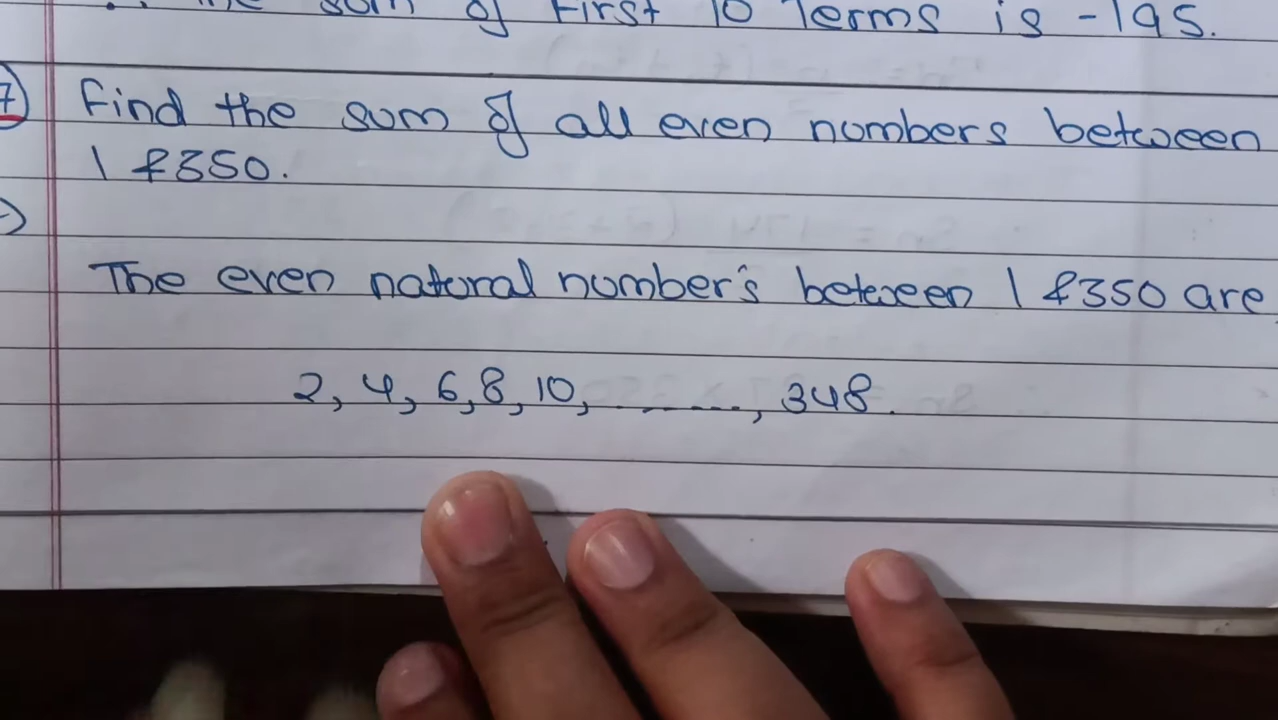 The sum of First 10 Terms is -195.
7) Find the sum of all even numbers between
1 & 350.
→
The even natural number's between 1 & 350 are
2, 4, 6, 8, 10, ......., 348.